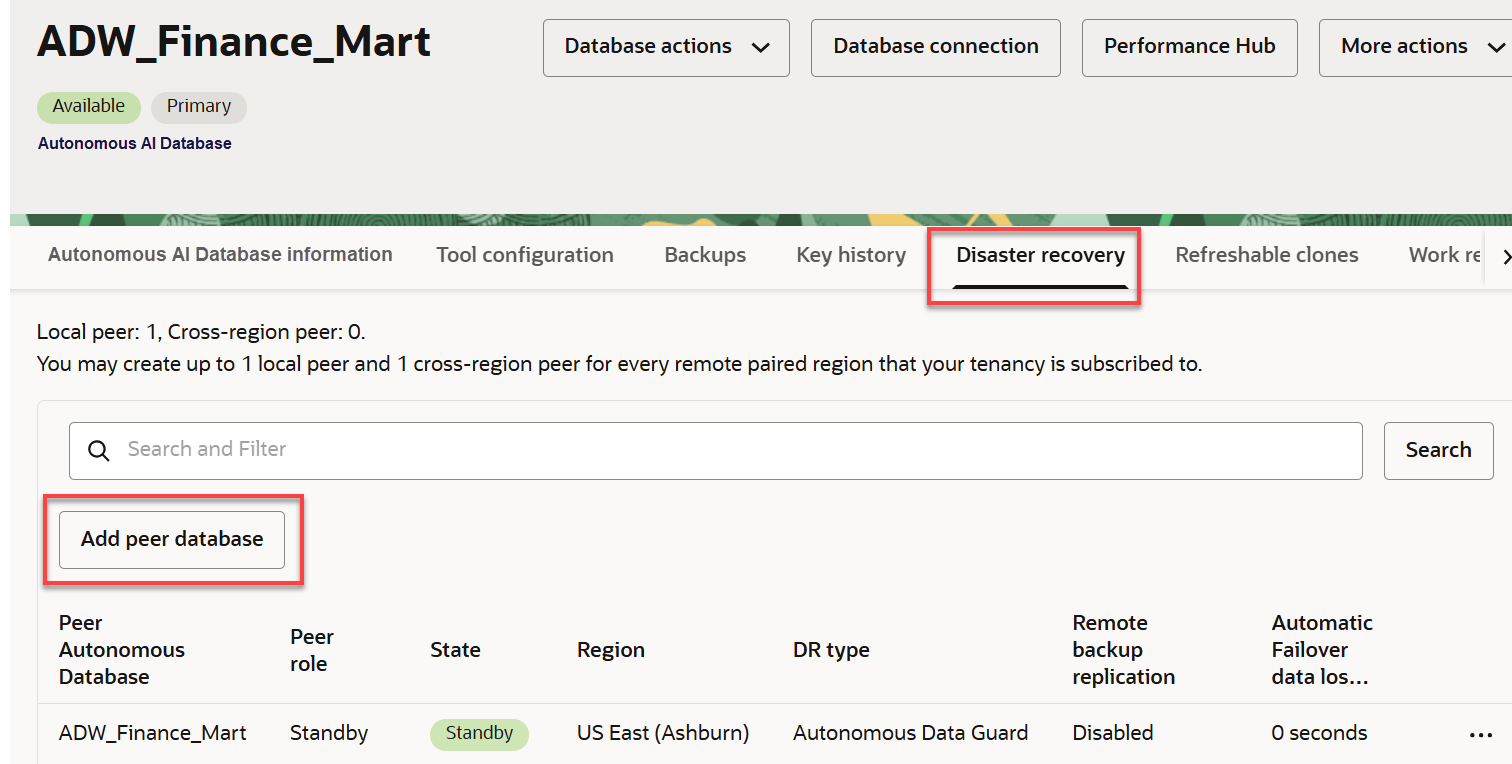 ADW_Finance_Mart
Database actions
Database connection
Performance Hub
More actions
Available
Primary
Autonomous AI Database
Autonomous AI Database information
Tool configuration
Backups
Key history
Disaster recovery
Refreshable clones
Work re
Local peer: 1, Cross-region peer: 0.
You may create up to 1 local peer and 1 cross-region peer for every remote paired region that your tenancy is subscribed to.
Search and Filter
Search
Add peer database
Peer
Autonomous
Database
Peer
role
State
Region
DR type
Remote
backup
replication
Automatic
Failover
data los...
ADW_Finance_Mart
Standby
Standby
US East (Ashburn)
Autonomous Data Guard
Disabled
0 seconds